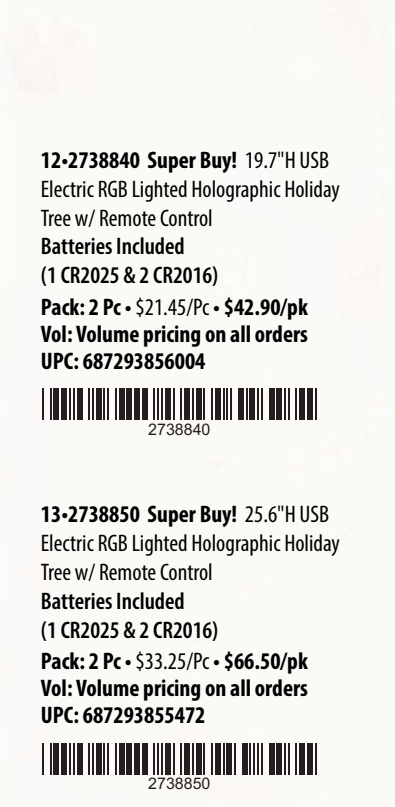 12•2738840 Super Buy! 19.7"H USB
Electric RGB Lighted Holographic Holiday
Tree w/ Remote Control
Batteries Included
(1 CR2025 & 2 CR2016)
Pack: 2 Pc • $21.45/Pc • $42.90/pk
Vol: Volume pricing on all orders
UPC: 687293856004
2738840
13•2738850 Super Buy! 25.6"H USB
Electric RGB Lighted Holographic Holiday
Tree w/ Remote Control
Batteries Included
(1 CR2025 & 2 CR2016)
Pack: 2 Pc • $33.25/Pc • $66.50/pk
Vol: Volume pricing on all orders
UPC: 687293855472
2738850